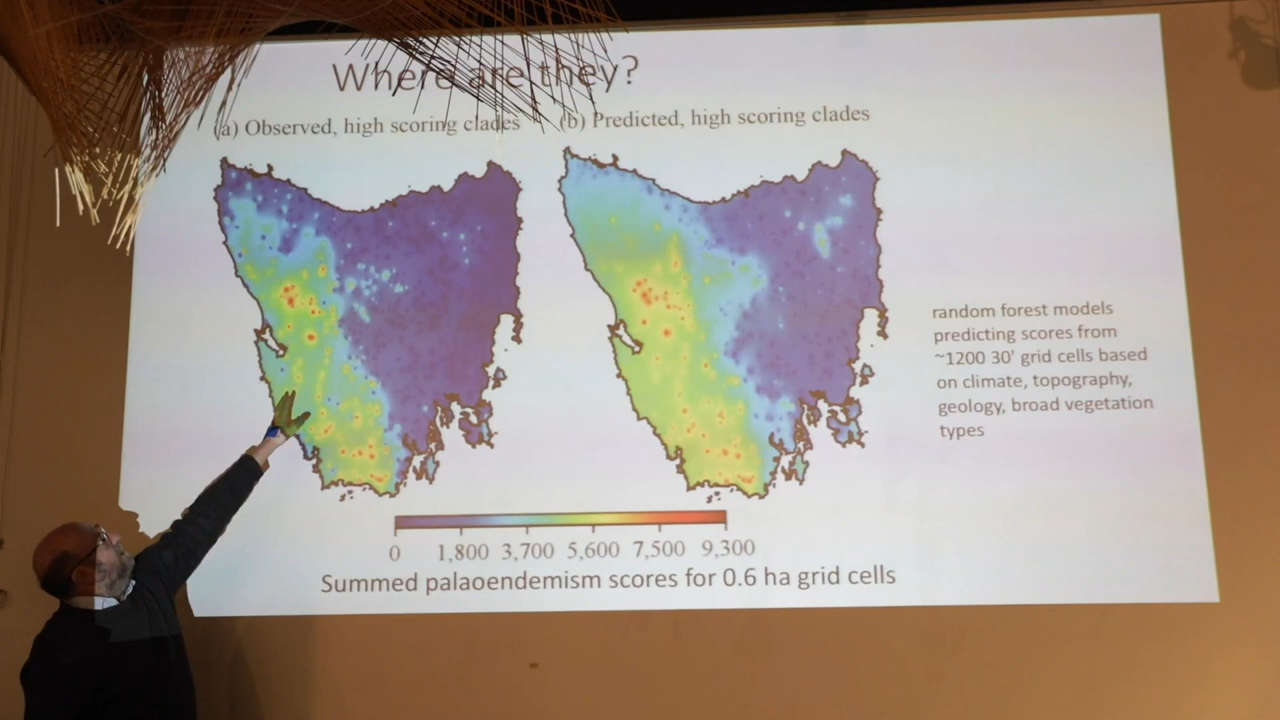 Where are they?
(a) Observed, high scoring clades
(b) Predicted, high scoring clades
random forest models
predicting scores from
~1200 30' grid cells based
on climate, topography,
geology, broad vegetation
types
0 1,800 3,700 5,600 7,500 9,300
Summed palaoendemism scores for 0.6 ha grid cells